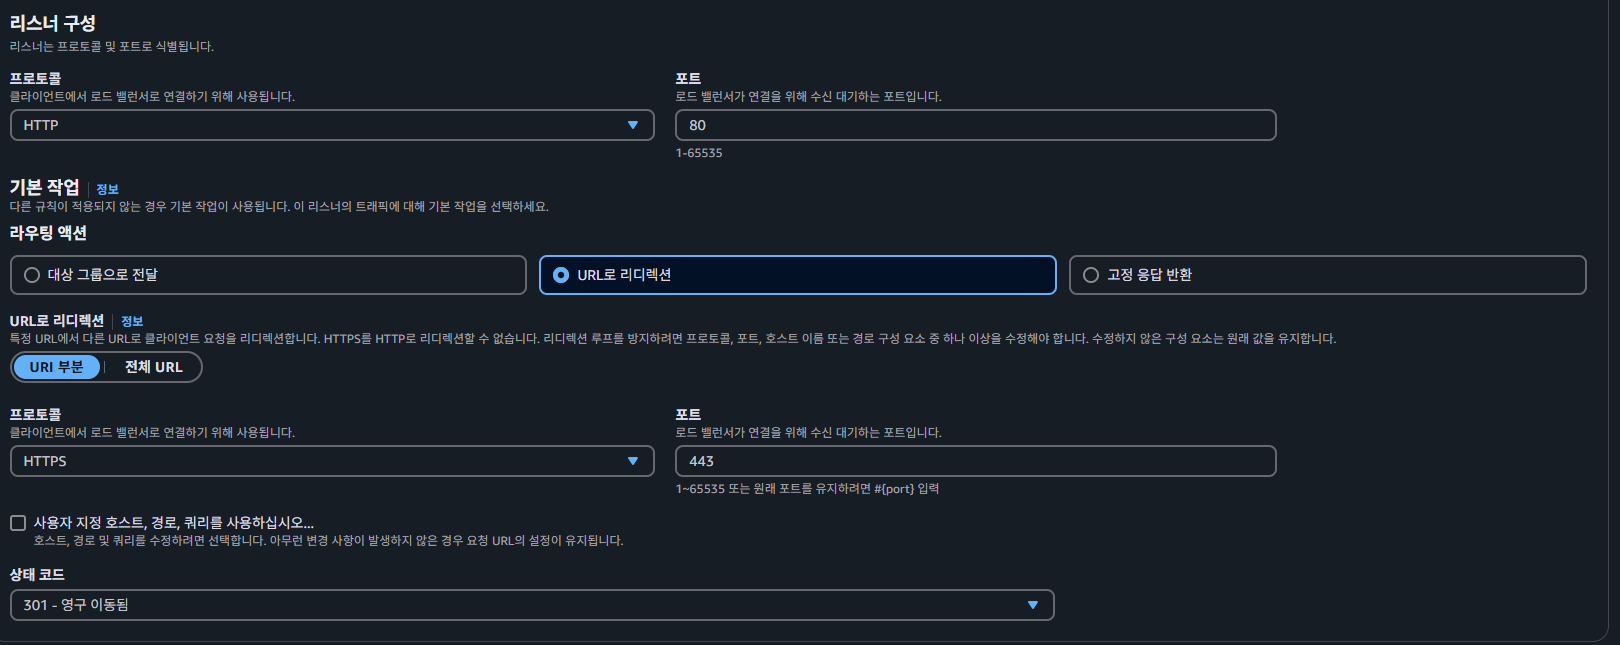 리스너 구성
리스너는 프로토콜 및 포트로 식별됩니다.
프로토콜
클라이언트에서 로드 밸런서로 연결하기 위해 사용됩니다.
HTTP
포트
로드 밸런서가 연결을 위해 수신 대기하는 포트입니다.
80
1-65535
기본 작업 정보
다른 규칙이 적용되지 않는 경우 기본 작업이 사용됩니다. 이 리스너의 트래픽에 대해 기본 작업을 선택하세요.
라우팅 액션
대상 그룹으로 전달
URL로 리디렉션
고정 응답 반환
URL로 리디렉션 정보
특정 URL에서 다른 URL로 클라이언트 요청을 리디렉션합니다. HTTPS를 HTTP로 리디렉션할 수 없습니다. 리디렉션 루프를 방지하려면 프로토콜, 포트, 호스트 이름 또는 경로 구성 요소 중 하나 이상을 수정해야 합니다. 수정하지 않은 구성 요소는 원래 값을 유지합니다.
URI 부분 전체 URL
프로토콜
클라이언트에서 로드 밸런서로 연결하기 위해 사용됩니다.
HTTPS
포트
로드 밸런서가 연결을 위해 수신 대기하는 포트입니다.
443
1~65535 또는 원래 포트를 유지하려면 #{port} 입력
사용자 지정 호스트, 경로, 쿼리를 사용하십시오...
호스트, 경로 및 쿼리를 수정하려면 선택합니다. 아무런 변경 사항이 발생하지 않은 경우 요청 URL의 설정이 유지됩니다.
상태 코드
301 - 영구 이동됨